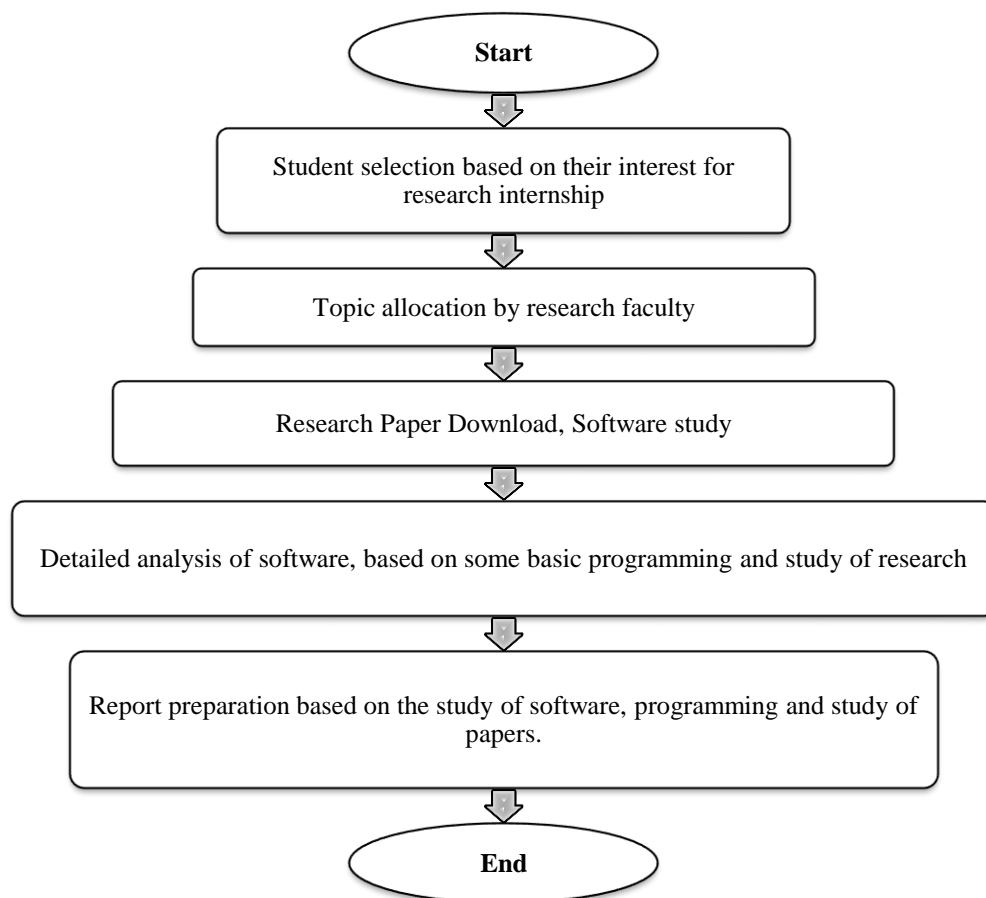 Start
Student selection based on their interest for
research internship
Topic allocation by research faculty
Research Paper Download, Software study
Detailed analysis of software, based on some basic programming and study of research
Report preparation based on the study of software, programming and study of
papers.
End